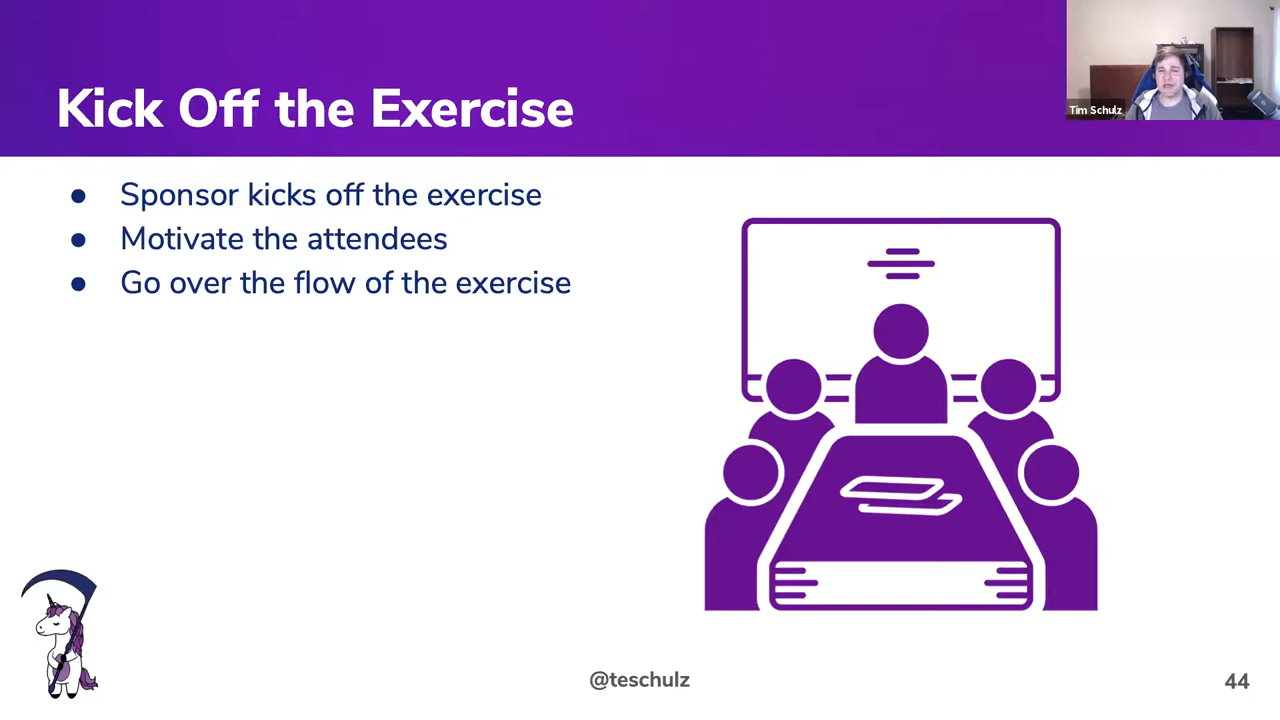 Kick Off the Exercise
Tim Schulz
● Sponsor kicks off the exercise
● Motivate the attendees
● Go over the flow of the exercise
@teschulz
44